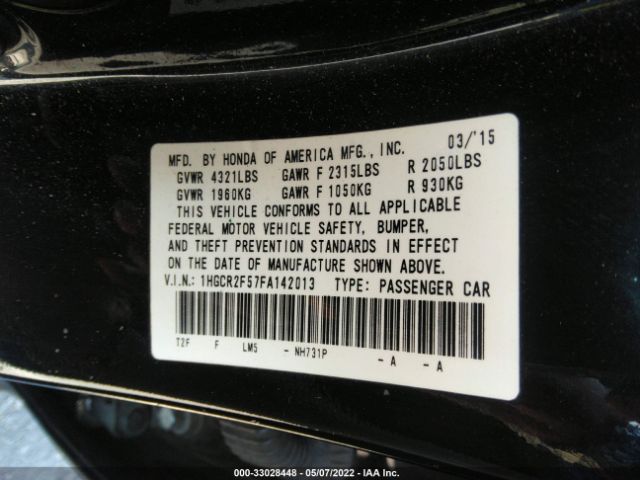 MFD. BY HONDA OF AMERICA MFG., INC. 03/'15
GVWR 4321LBS GAWR F 2315LBS R 2050LBS
GVWR 1960KG GAWR F 1050KG R 930KG
THIS VEHICLE CONFORMS TO ALL APPLICABLE
FEDERAL MOTOR VEHICLE SAFETY, BUMPER,
AND THEFT PREVENTION STANDARDS IN EFFECT
ON THE DATE OF MANUFACTURE SHOWN ABOVE.
V.I.N.: 1HGCR2F57FA142013 TYPE: PASSENGER CAR
T2F F LM5 - NH731P - A - A
000-33028448 - 05/07/2022 - IAA Inc.